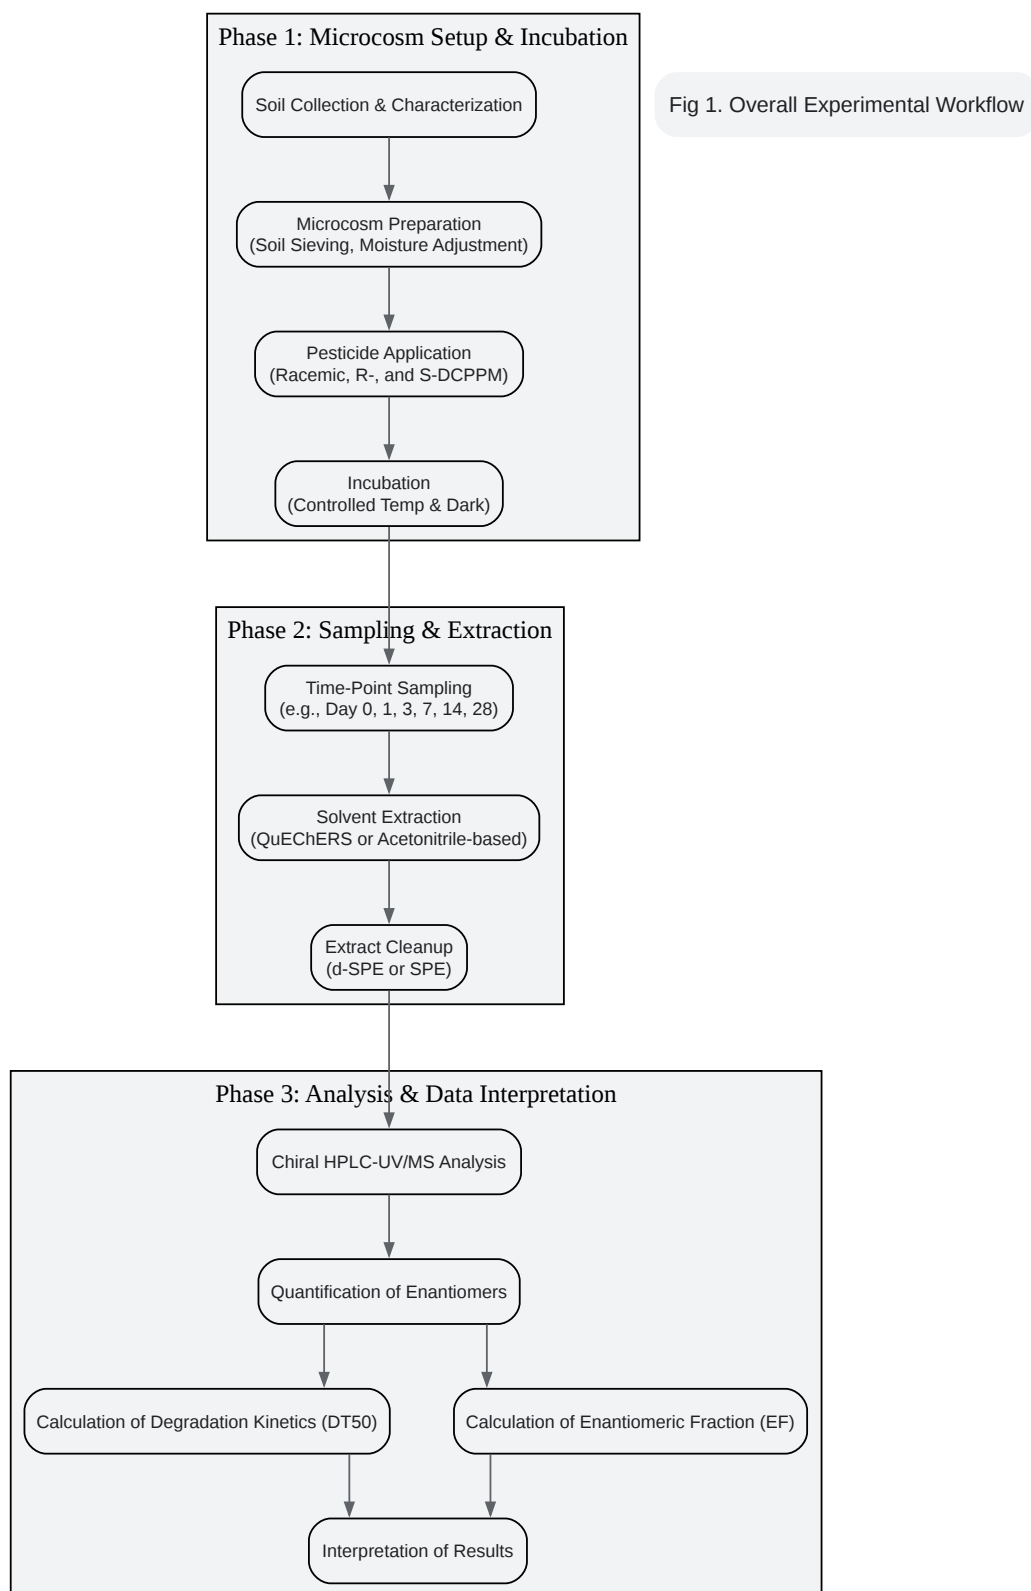 Phase 1: Microcosm Setup & Incubation
Soil Collection & Characterization
Fig 1. Overall Experimental Workflow
Microcosm Preparation
(Soil Sieving, Moisture Adjustment)
Pesticide Application
(Racemic, R-, and S-DCPPM)
Incubation
(Controlled Temp & Dark)
Phase 2: Sampling & Extraction
Time-Point Sampling
(e.g., Day 0, 1, 3, 7, 14, 28)
Solvent Extraction
(QuEChERS or Acetonitrile-based)
Extract Cleanup
(d-SPE or SPE)
Phase 3: Analysis & Data Interpretation
Chiral HPLC-UV/MS Analysis
Quantification of Enantiomers
Calculation of Degradation Kinetics (DT50)
Calculation of Enantiomeric Fraction (EF)
Interpretation of Results